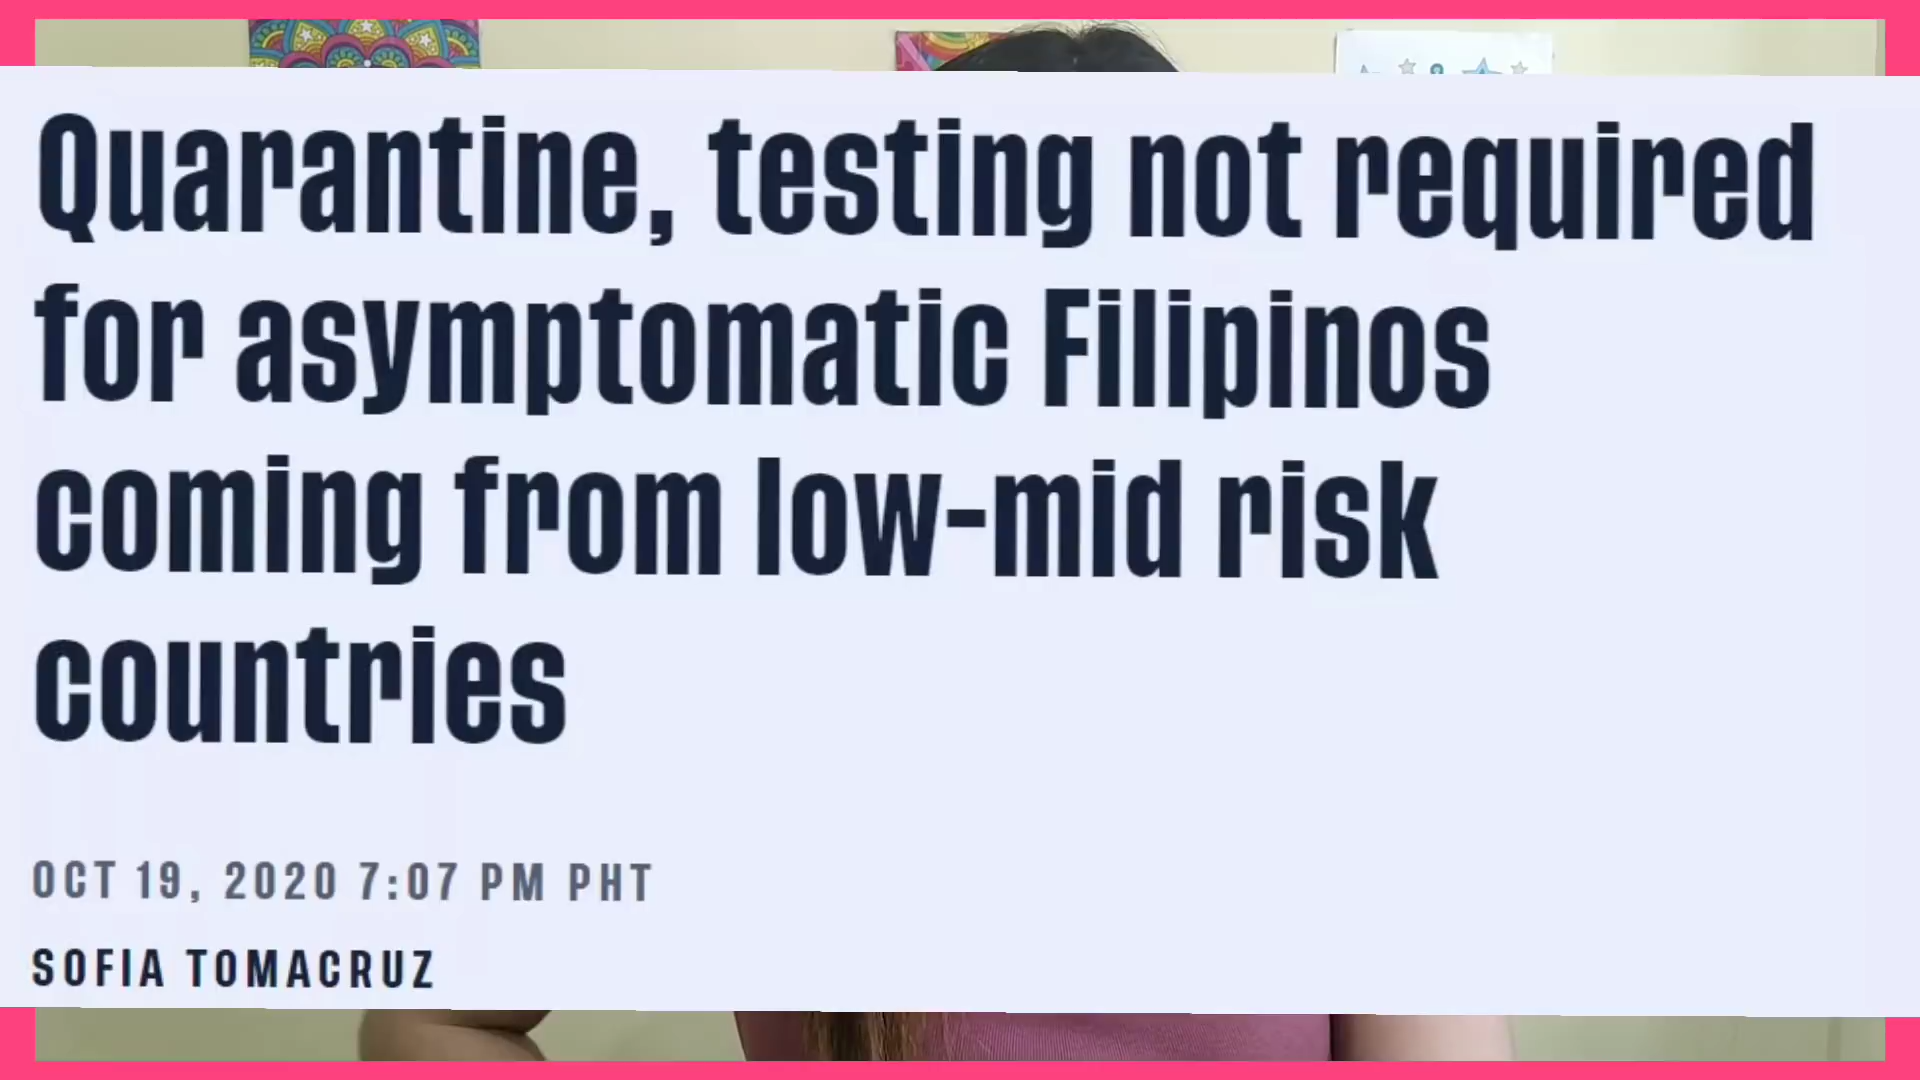 Quarantine, testing not required
for asymptomatic Filipinos
coming from low-mid risk
countries
OCT 19, 2020 7:07 PM PHT
SOFIA TOMACRUZ